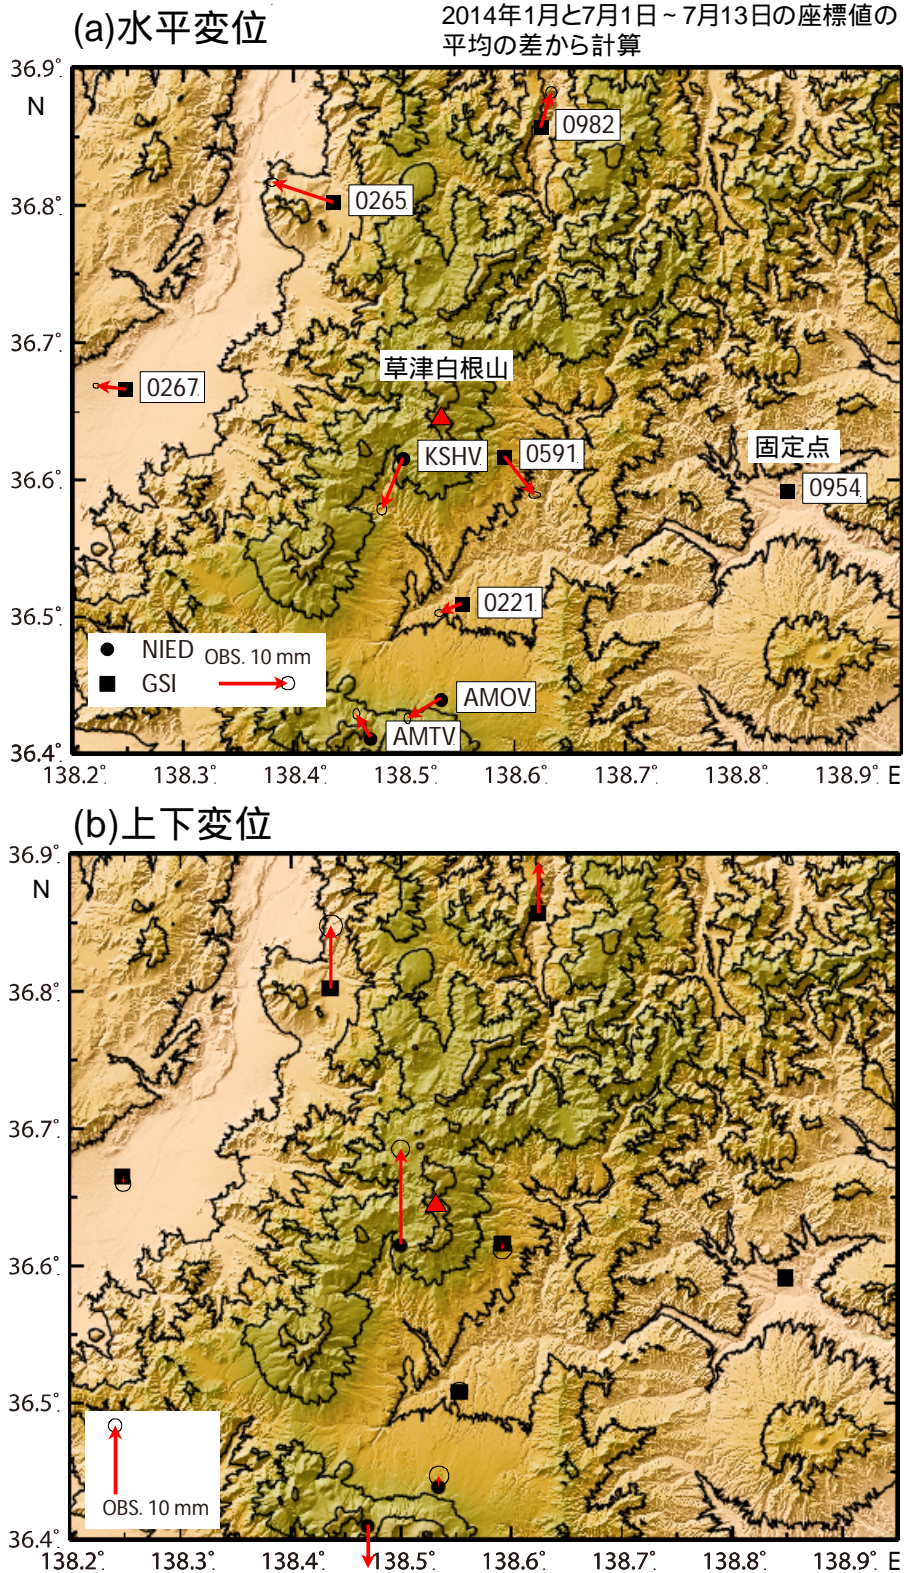 (a)水平変位
2014年1月と7月1日~7月13日の座標値の
平均の差から計算
36.9°
N
0982
36.8°
0265
36.7°
草津白根山
0267
KSHV
0591
固定点
36.6°
0954
36.5°
0221
NIED
OBS. 10 mm
GSI
AMOV
AMTV
36.4°
138.2° 138.3° 138.4° 138.5° 138.6° 138.7° 138.8° 138.9° E
(b)上下変位
36.9°
N
36.8°
36.7°
36.6°
36.5°
OBS. 10 mm
36.4°
138.2° 138.3° 138.4° 138.5° 138.6° 138.7° 138.8° 138.9° E